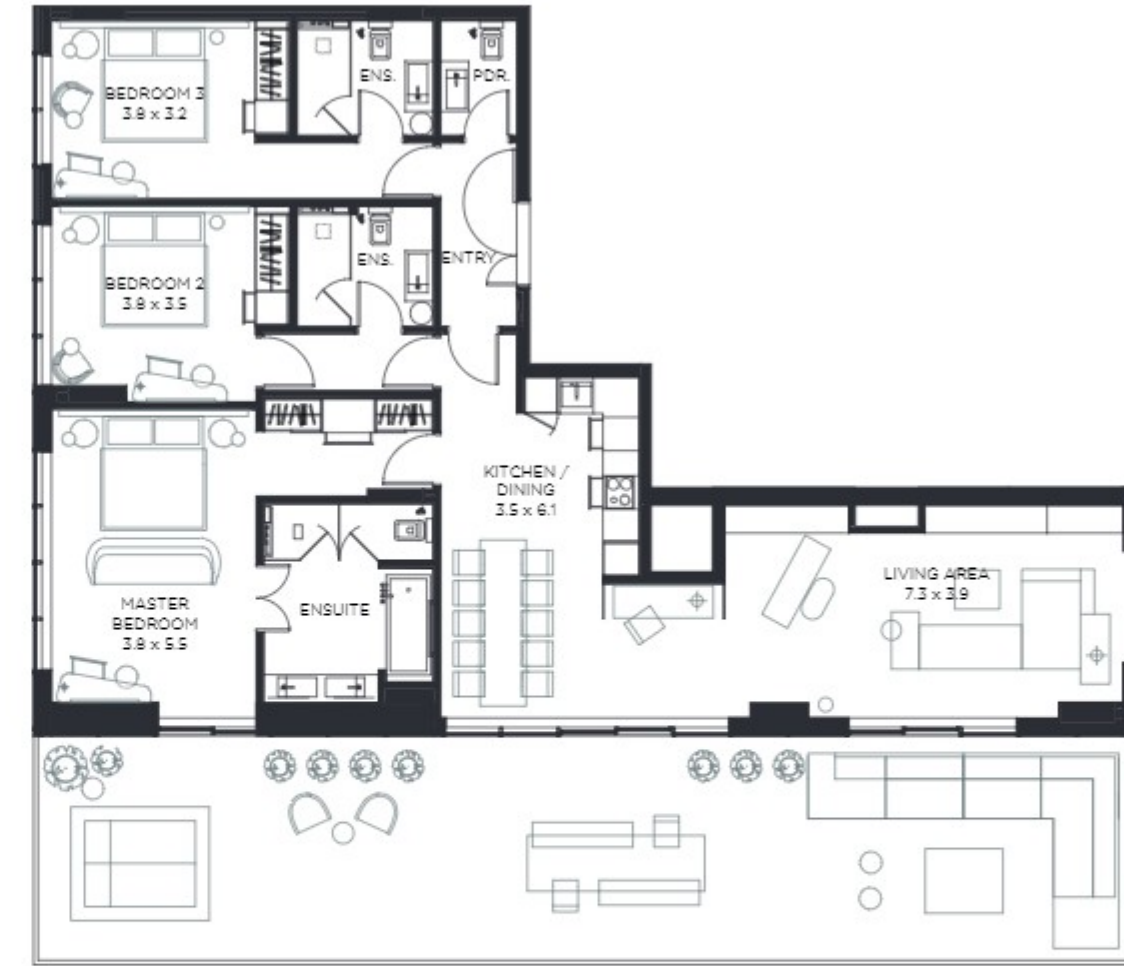 ENS.
PDR.
BEDROOM 3
3.8 x 3.2
ENS.
ENTRY
BEDROOM 2
3.8 x 3.5
KITCHEN /
DINING
3.5 x 6.1
LIVING AREA
7.3 x 3.9
MASTER
BEDROOM
3.8 x 5.5
ENSUITE